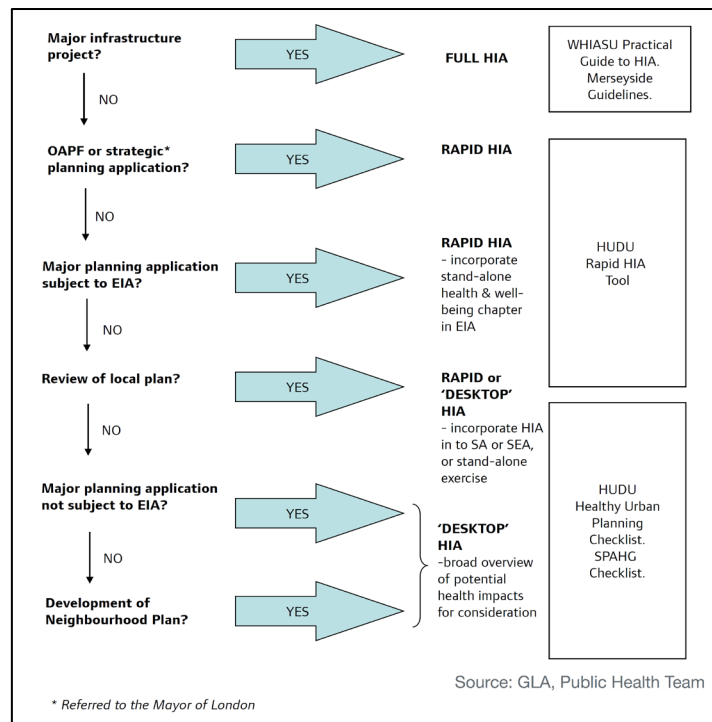 Major infrastructure
project?
YES
FULL HIA
WHIASU Practical
Guide to HIA.
Merseyside
Guidelines.
NO
OAPF or strategic*
planning application?
YES
RAPID HIA
NO
Major planning application
subject to EIA?
YES
RAPID HIA
- incorporate
stand-alone
health & well-
being chapter
in EIA
HUDU
Rapid HIA
Tool
NO
Review of local plan?
YES
RAPID or
‘DESKTOP’
HIA
- incorporate HIA
in to SA or SEA,
or stand-alone
exercise
NO
Major planning application
not subject to EIA?
YES
‘DESKTOP’
HIA
-broad overview
of potential
health impacts
for consideration
HUDU
Healthy Urban
Planning
Checklist.
SPAHG
Checklist.
NO
Development of
Neighbourhood Plan?
YES
Source: GLA, Public Health Team
* Referred to the Mayor of London